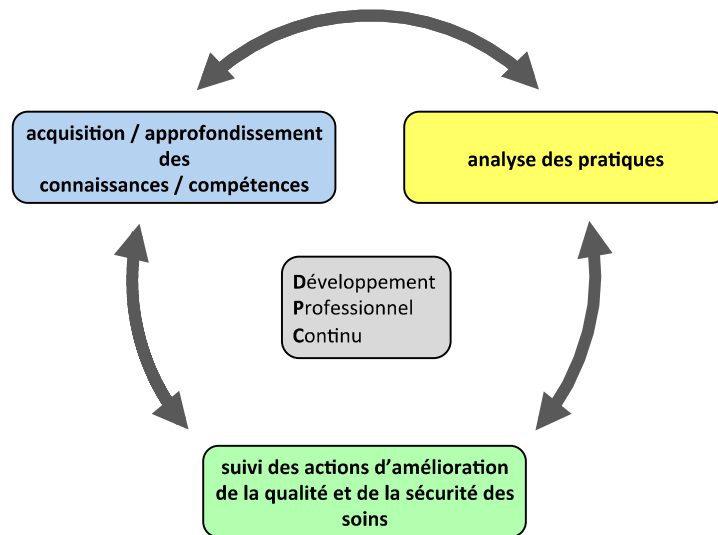 acquisition / approfondissement
des
connaissances / compétences
analyse des pratiques
Développement
Professionnel
Continu
suivi des actions d’amélioration
de la qualité et de la sécurité des
soins